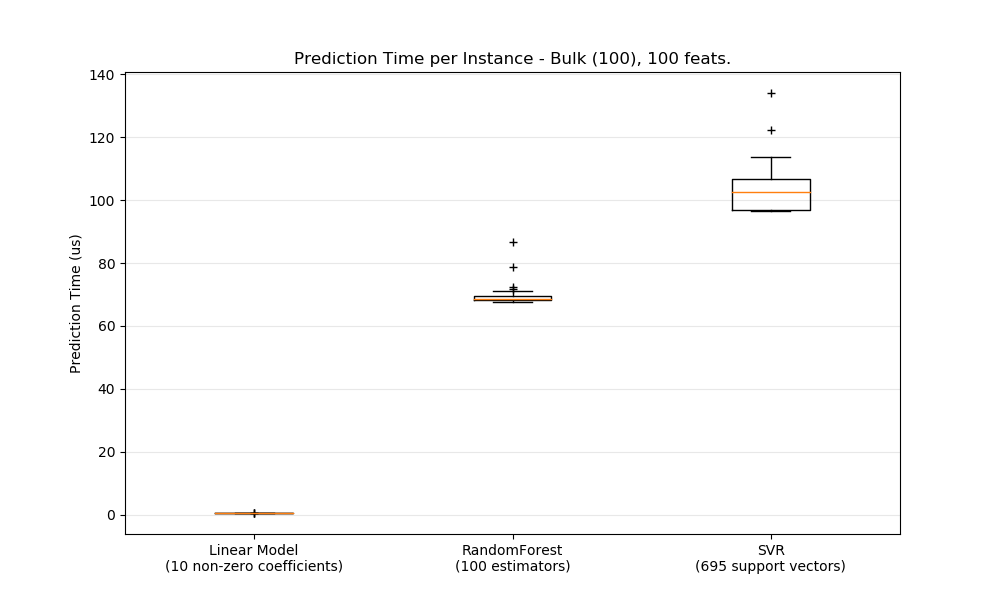 Prediction Time per Instance - Bulk (100), 100 feats.
140
120
100
80
60
40
20
0
Prediction Time (us)
Linear Model
(10 non-zero coefficients)
RandomForest
(100 estimators)
SVR
(695 support vectors)